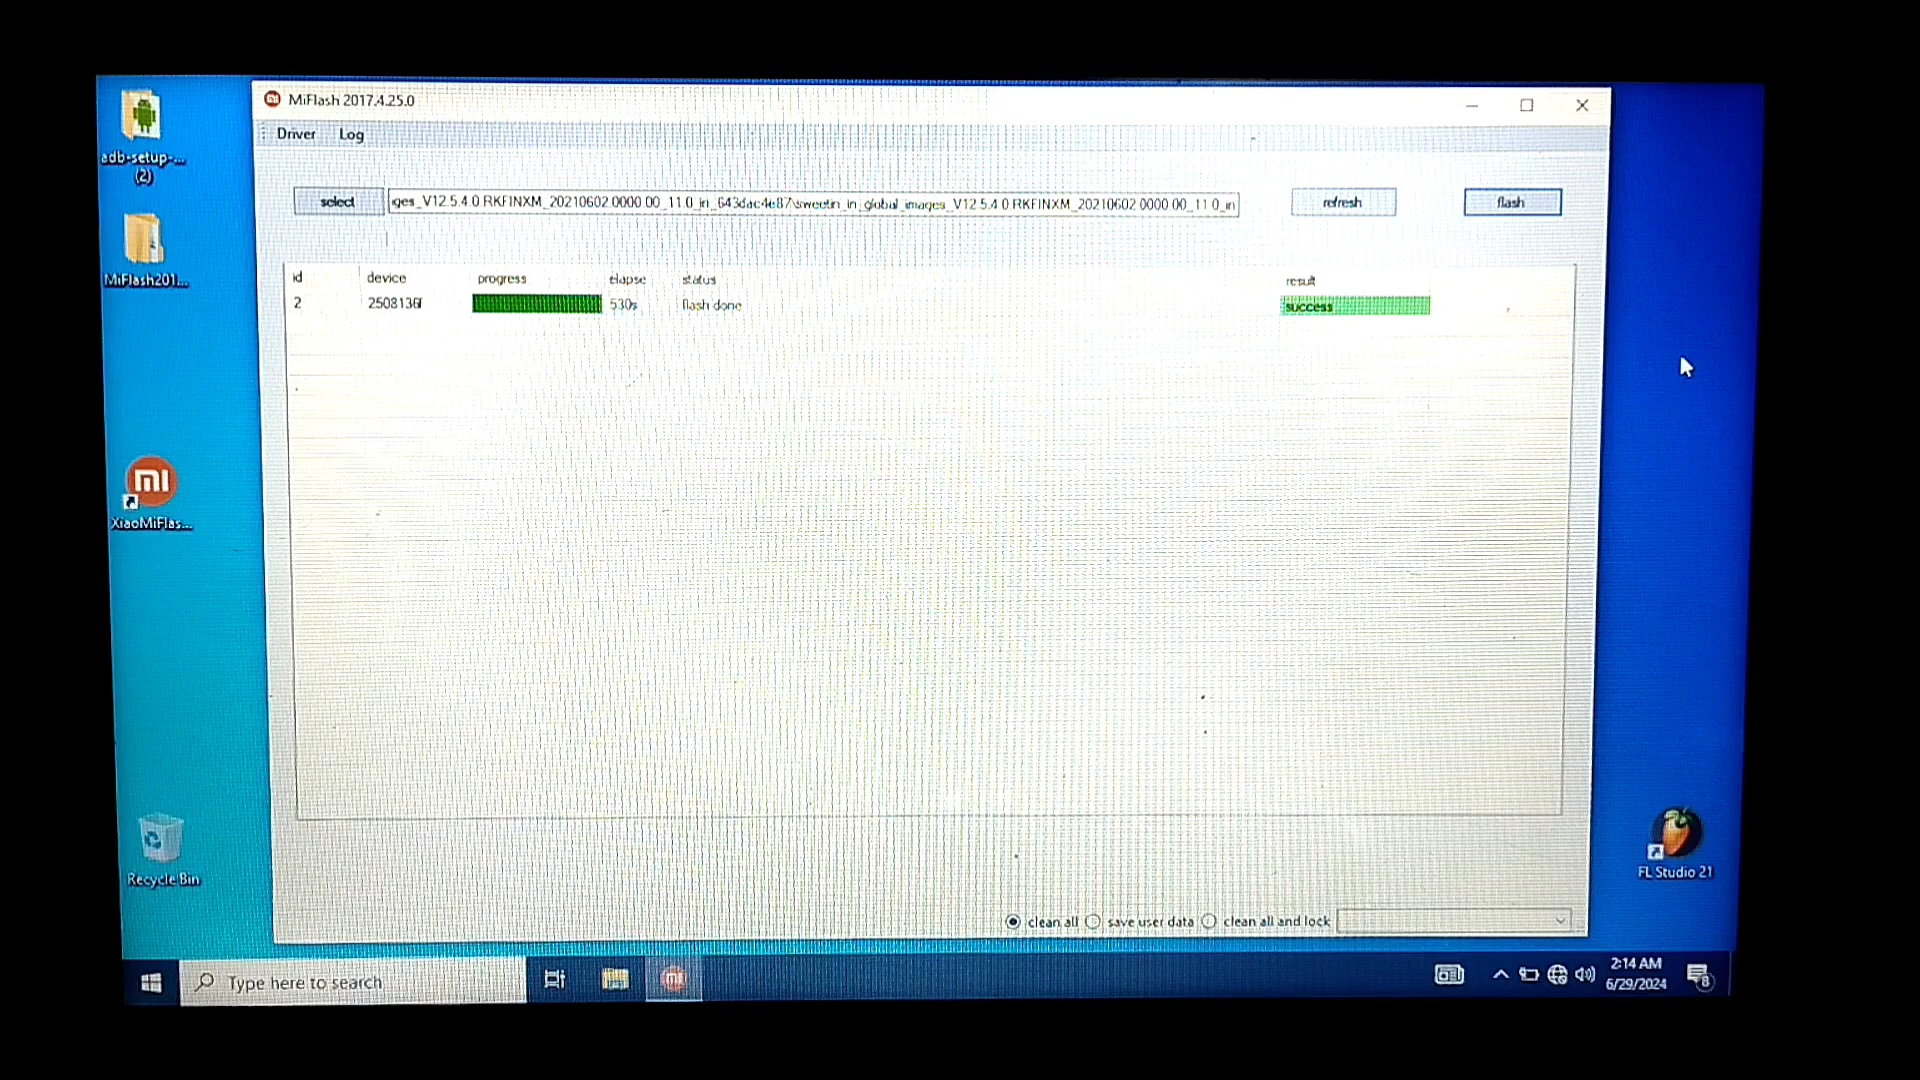 MiFlash 2017.4.25.0
Driver Log
select
ges_V12.5.4.0.RKFINXM_20210602.0000.00_11.0_in_643dac4e87\sweetin_in_global_images_V12.5.4.0.RKFINXM_20210602.0000.00_11.0_in
refresh
flash
id device progress elapse status result
2 2508136f 530s flash done success
clean all save user data clean all and lock
adb-setup-...
(2)
MiFlash201...
XiaoMiFlas...
Recycle Bin
FL Studio 21
Type here to search
2:14 AM
6/29/2024
8